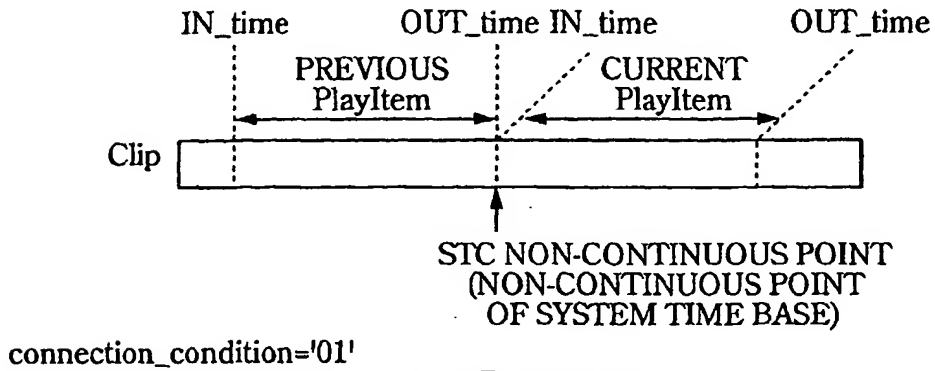 IN_time OUT_time IN_time OUT_time
PREVIOUS CURRENT
PlayItem PlayItem
Clip
STC NON-CONTINUOUS POINT
(NON-CONTINUOUS POINT
OF SYSTEM TIME BASE)
connection_condition='01'